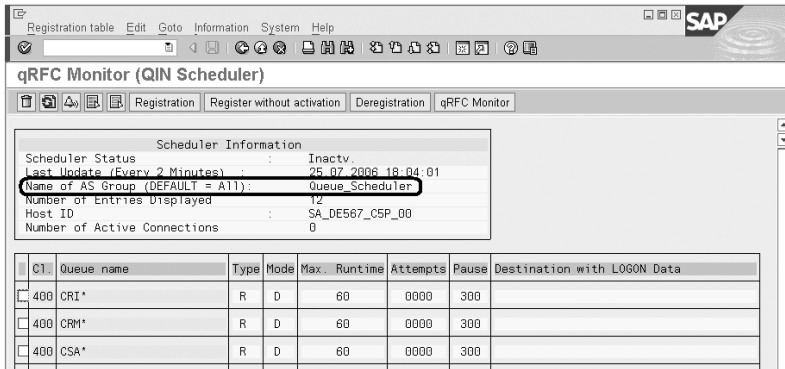 Registration table Edit Goto Information System Help
SAP
qRFC Monitor (QIN Scheduler)
Registration Register without activation Deregistration qRFC Monitor
Scheduler Information
Scheduler Status : Inactv.
Last Update (Every 2 Minutes) : 25.07.2006 18:04:01
Name of AS Group (DEFAULT = All): Queue_Scheduler
Number of Entries Displayed 12
Host ID : SA_DE567_C5P_00
Number of Active Connections 0
Cl. Queue name Type Mode Max. Runtime Attempts Pause Destination with LOGON Data
400 CRI* R D 60 0000 300
400 CRM* R D 60 0000 300
400 CSA* R D 60 0000 300